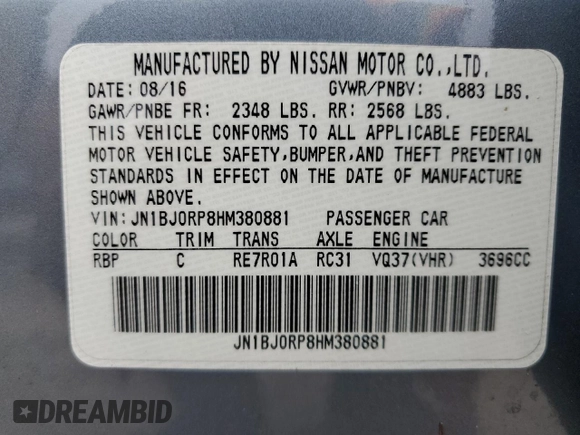 MANUFACTURED BY NISSAN MOTOR CO.,LTD.
DATE: 08/16 GVWR/PNBV: 4883 LBS.
GAWR/PNBE FR: 2348 LBS. RR: 2568 LBS.
THIS VEHICLE CONFORMS TO ALL APPLICABLE FEDERAL
MOTOR VEHICLE SAFETY,BUMPER,AND THEFT PREVENTION
STANDARDS IN EFFECT ON THE DATE OF MANUFACTURE
SHOWN ABOVE.
VIN:JN1BJ0RP8HM380881 PASSENGER CAR
COLOR TRIM TRANS AXLE ENGINE
RBP C RE7R01A RC31 VQ37(VHR) 3696CC
JN1BJ0RP8HM380881
DREAMBID